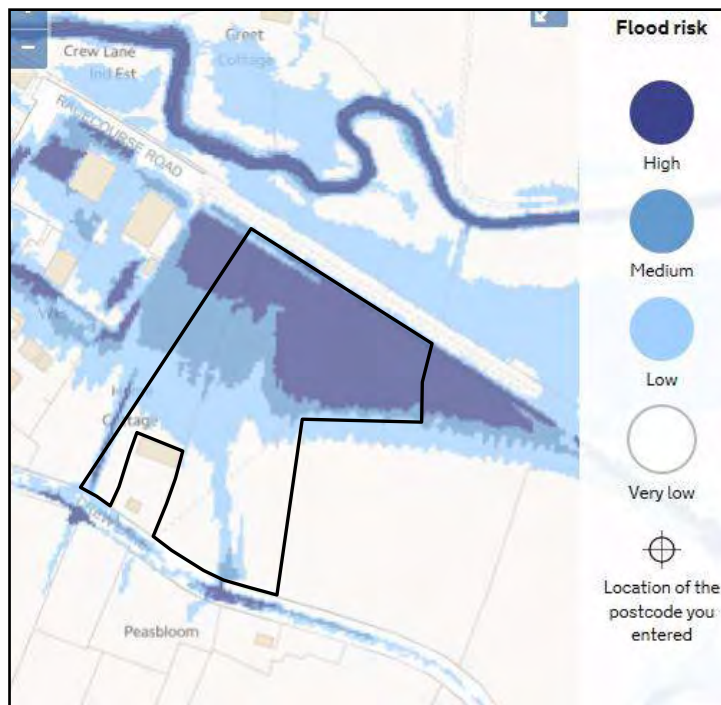 −
Greet
Cottage
Crew Lane
Ind Est
RACECOURSE ROAD
Cottage
Peasbloom
Flood risk
High
Medium
Low
Very low
Location of the
postcode you
entered